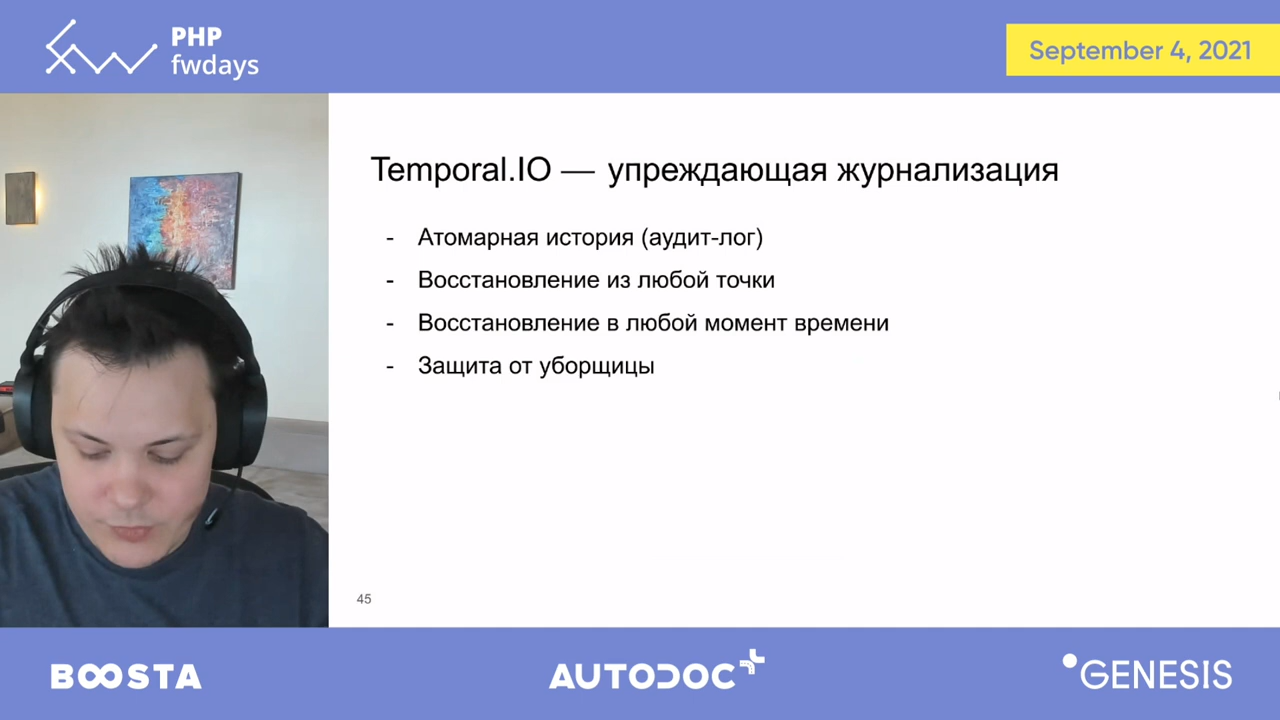 PHP
fwdays
September 4, 2021
Temporal.IO — упреждающая журнализация
- Атомарная история (аудит-лог)
- Восстановление из любой точки
- Восстановление в любой момент времени
- Защита от уборщицы
45
BOOSTA
AUTODOC
GENESIS